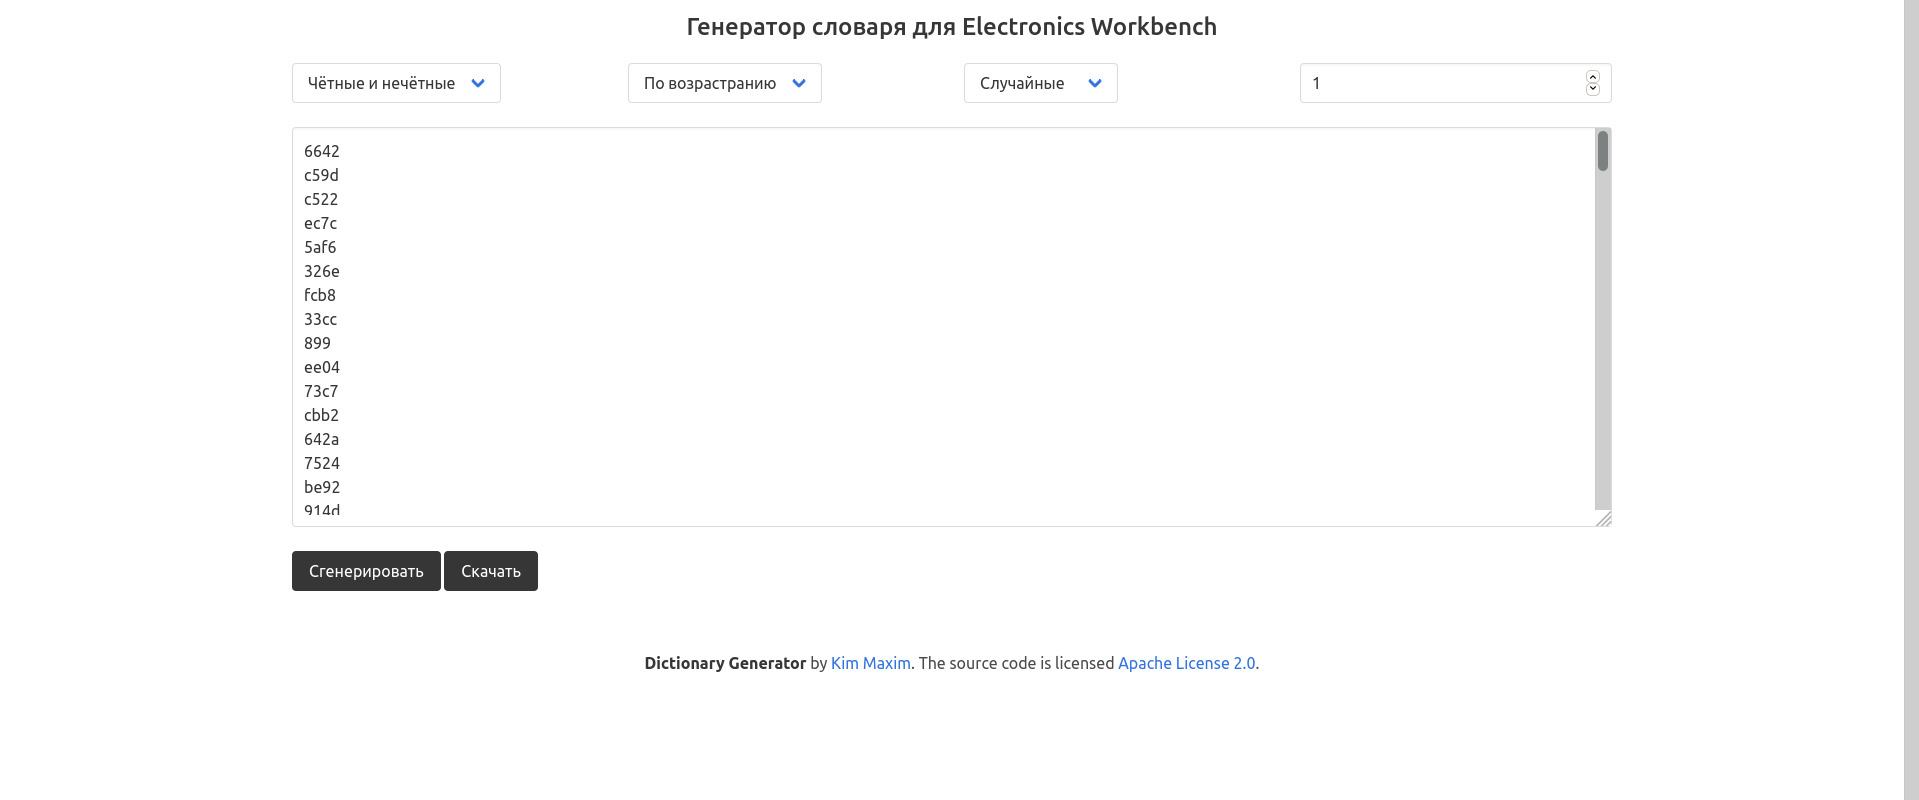 Генератор словаря для Electronics Workbench
Чётные и нечётные
По возрастранию
Случайные
1
6642
c59d
c522
ec7c
5af6
326e
fcb8
33cc
899
ee04
73c7
cbb2
642a
7524
be92
914d
Сгенерировать
Скачать
Dictionary Generator by Kim Maxim. The source code is licensed Apache License 2.0.